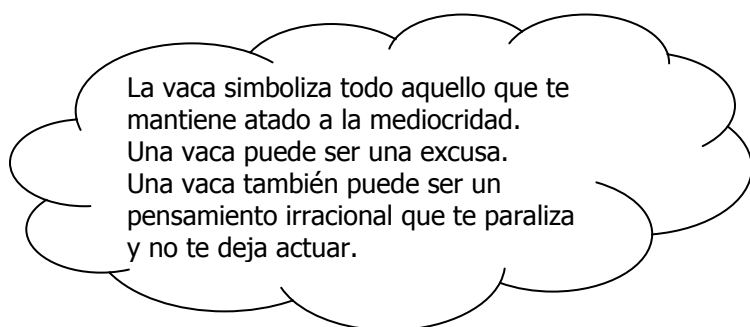 La vaca simboliza todo aquello que te
mantiene atado a la mediocridad.
Una vaca puede ser una excusa.
Una vaca también puede ser un
pensamiento irracional que te paraliza
y no te deja actuar.